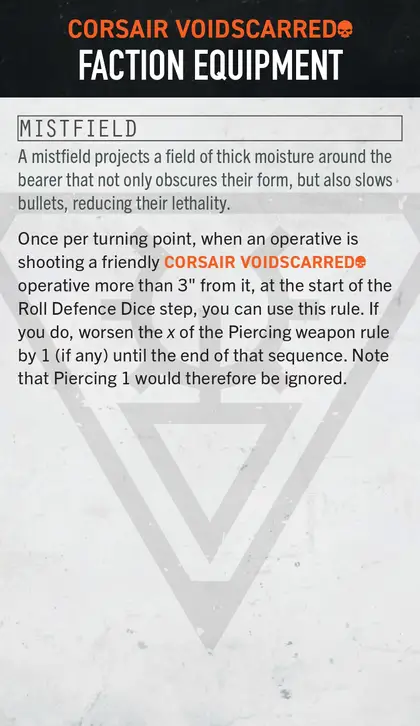 CORSAIR VOIDSCARRED
FACTION EQUIPMENT
MISTFIELD
A mistfield projects a field of thick moisture around the
bearer that not only obscures their form, but also slows
bullets, reducing their lethality.
Once per turning point, when an operative is
shooting a friendly CORSAIR VOIDSCARRED
operative more than 3" from it, at the start of the
Roll Defence Dice step, you can use this rule. If
you do, worsen the x of the Piercing weapon rule
by 1 (if any) until the end of that sequence. Note
that Piercing 1 would therefore be ignored.